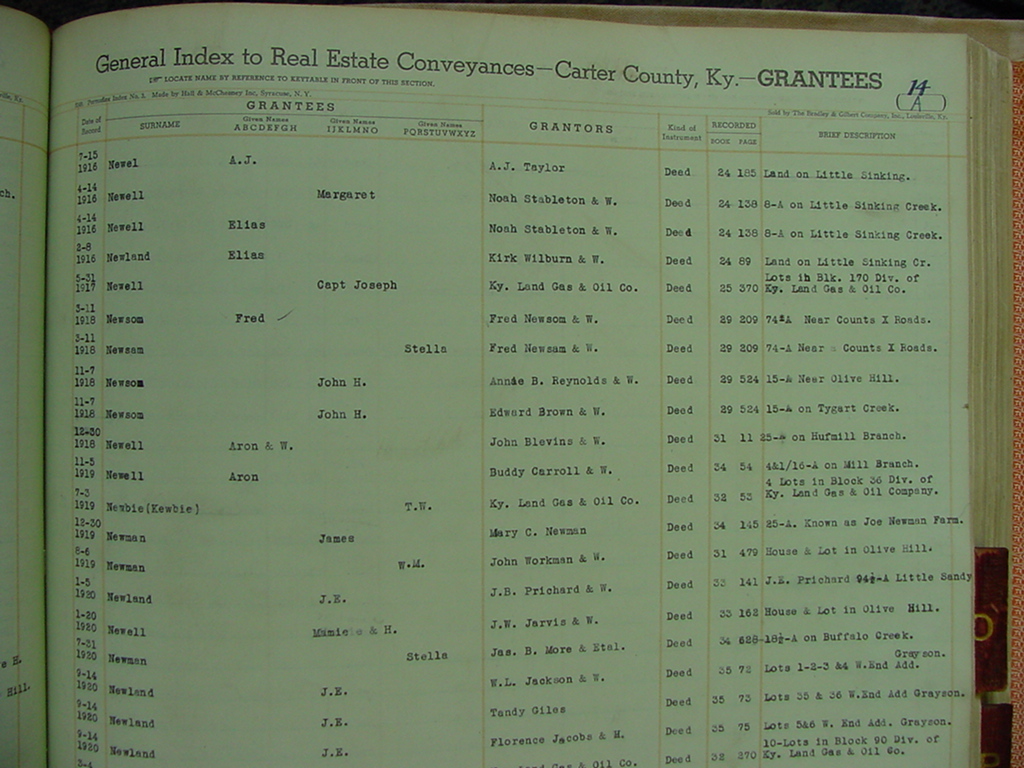 General Index to Real Estate Conveyances—Carter County, Ky.—GRANTEES
14
A
LOCATE NAME BY REFERENCE TO KEYTABLE IN FRONT OF THIS SECTION.
Index No. 2. Made by Hall & McChesney Inc, Syracuse, N. Y.
Sold by The Bradley & Gilbert Company, Inc., Louisville, Ky.
GRANTEES
Date of Record SURNAME Given Names ABCDEFGH Given Names IJKLMNO Given Names PQRSTUVWXYZ GRANTORS Kind of Instrument RECORDED BOOK PAGE BRIEF DESCRIPTION
7-15
1916 Newel A.J. A.J. Taylor Deed 24 185 Land on Little Sinking.
4-14
1916 Newell Margaret Noah Stableton & W. Deed 24 138 8-A on Little Sinking Creek.
4-14
1916 Newell Elias Noah Stableton & W. Deed 24 138 8-A on Little Sinking Creek.
2-8
1916 Newland Elias Kirk Wilburn & W. Deed 24 89 Land on Little Sinking Cr.
5-31 Lots in Blk. 170 Div. of
1917 Newell Capt Joseph Ky. Land Gas & Oil Co. Deed 25 370 Ky. Land Gas & Oil Co.
3-11
1918 Newsom Fred Fred Newsom & W. Deed 29 209 74-A Near Counts X Roads.
3-11
1918 Newsam Stella Fred Newsam & W. Deed 29 209 74-A Near Counts X Roads.
11-7
1918 Newsom John H. Annie B. Reynolds & W. Deed 29 524 15-A Near Olive Hill.
11-7
1918 Newsom John H. Edward Brown & W. Deed 29 524 15-A on Tygart Creek.
12-30
1918 Newell Aron & W. John Blevins & W. Deed 31 11 25-A on Hufmill Branch.
11-5
1919 Newell Aron Buddy Carroll & W. Deed 34 54 4&1/16-A on Mill Branch.
7-3 4 Lots in Block 36 Div. of
1919 Newbie(Kewbie) T.W. Ky. Land Gas & Oil Co. Deed 32 53 Ky. Land Gas & Oil Company.
12-30
1919 Newman James Mary C. Newman Deed 34 145 25-A. Known as Joe Newman Farm.
8-6
1919 Newman W.M. John Workman & W. Deed 31 479 House & Lot in Olive Hill.
1-5
1920 Newland J.E. J.B. Prichard & W. Deed 33 141 J.E. Prichard 94½-A Little Sandy
1-20
1920 Newell Mamie & H. J.W. Jarvis & W. Deed 33 162 House & Lot in Olive Hill.
7-31
1920 Newman Stella Jas. B. More & Etal. Deed 34 628 18½-A on Buffalo Creek.
9-14 Grayson.
1920 Newland J.E. W.L. Jackson & W. Deed 35 72 Lots 1-2-3 &4 W.End Add.
9-14
1920 Newland J.E. Tandy Giles Deed 35 73 Lots 35 & 36 W.End Add Grayson.
9-14
1920 Newland J.E. Florence Jacobs & H. Deed 35 75 Lots 5&6 W. End Add. Grayson.
3-4 10-Lots in Block 90 Div. of
Land Gas & Oil Co. Deed 32 270 Ky. Land Gas & Oil Co.
ch.
H.
Hill.